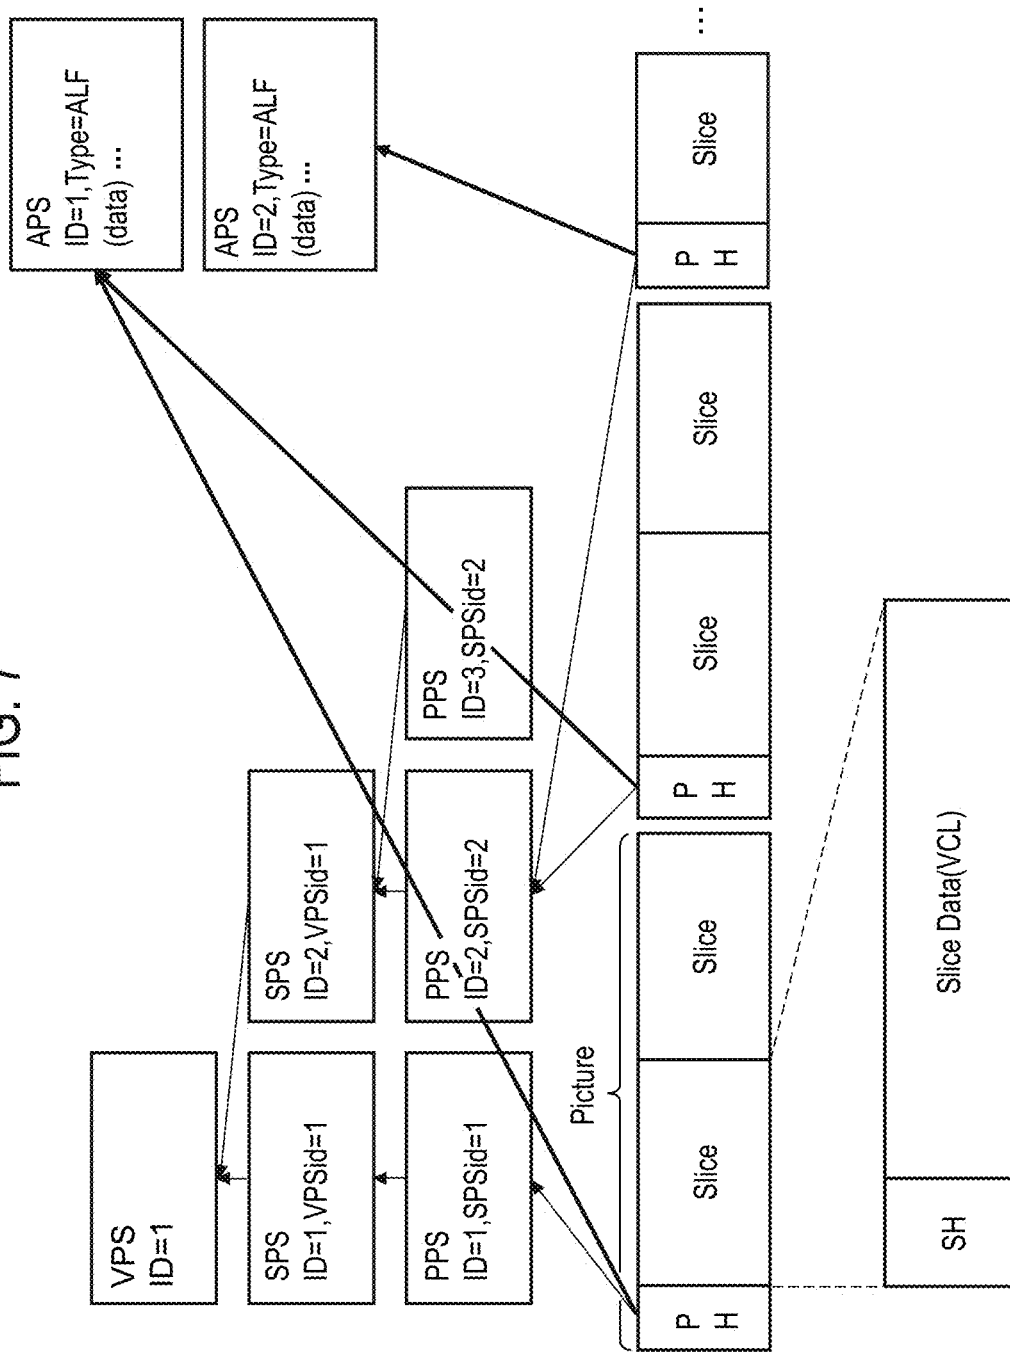 FIG. 7
VPS
ID=1
SPS
ID=1,VPSid=1
SPS
ID=2,VPSid=1
PPS
ID=1,SPSid=1
PPS
ID=2,SPSid=2
PPS
ID=3,SPSid=2
APS
ID=1,Type=ALF
(data) ...
APS
ID=2,Type=ALF
(data) ...
Picture
P
H
Slice
Slice
P
H
Slice
Slice
P
H
Slice
...
SH
Slice Data(VCL)